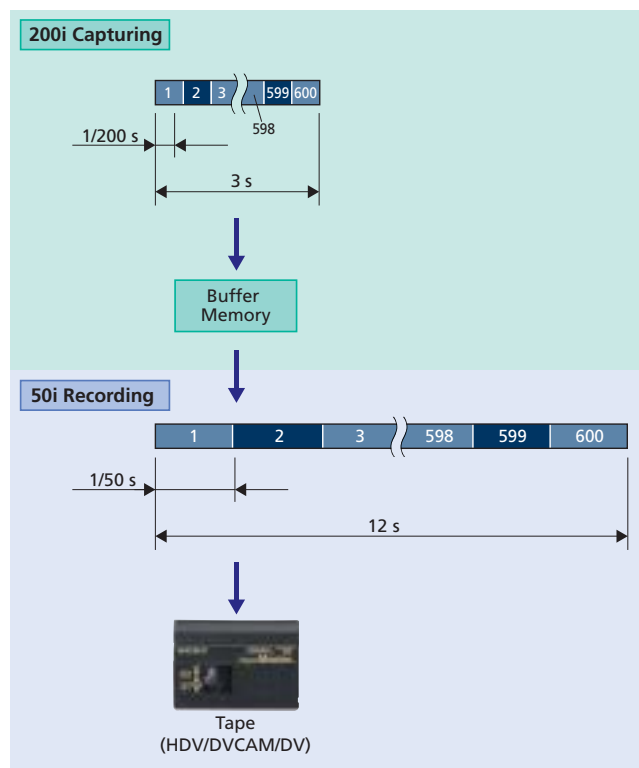 200i Capturing
1 2 3 599 600
598
1/200 s
3 s
Buffer
Memory
50i Recording
1 2 3 598 599 600
1/50 s
12 s
Tape
(HDV/DVCAM/DV)